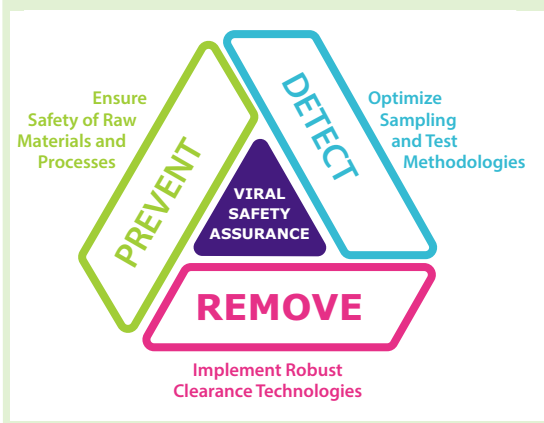 Ensure
Safety of Raw
Materials and
Processes
PREVENT
DETECT
Optimize
Sampling
and Test
Methodologies
VIRAL
SAFETY
ASSURANCE
REMOVE
Implement Robust
Clearance Technologies